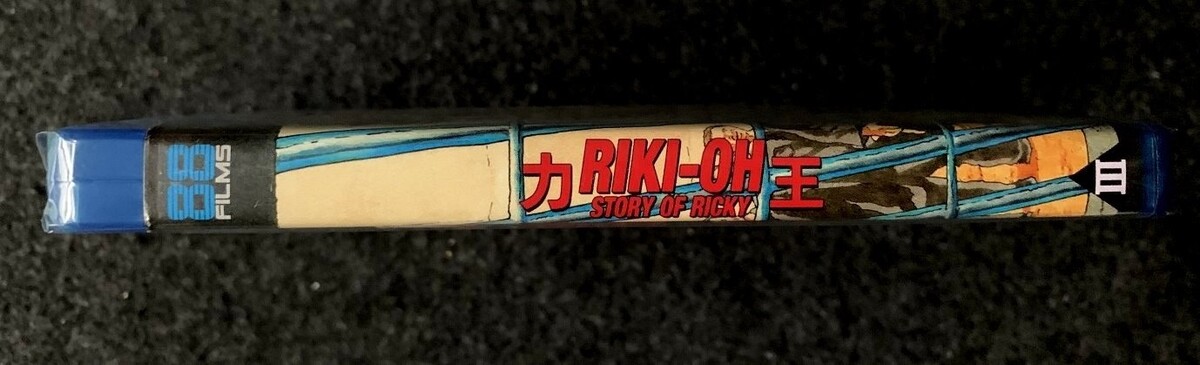 88
FILMS
力 RIKI-OH 王
STORY OF RICKY
III